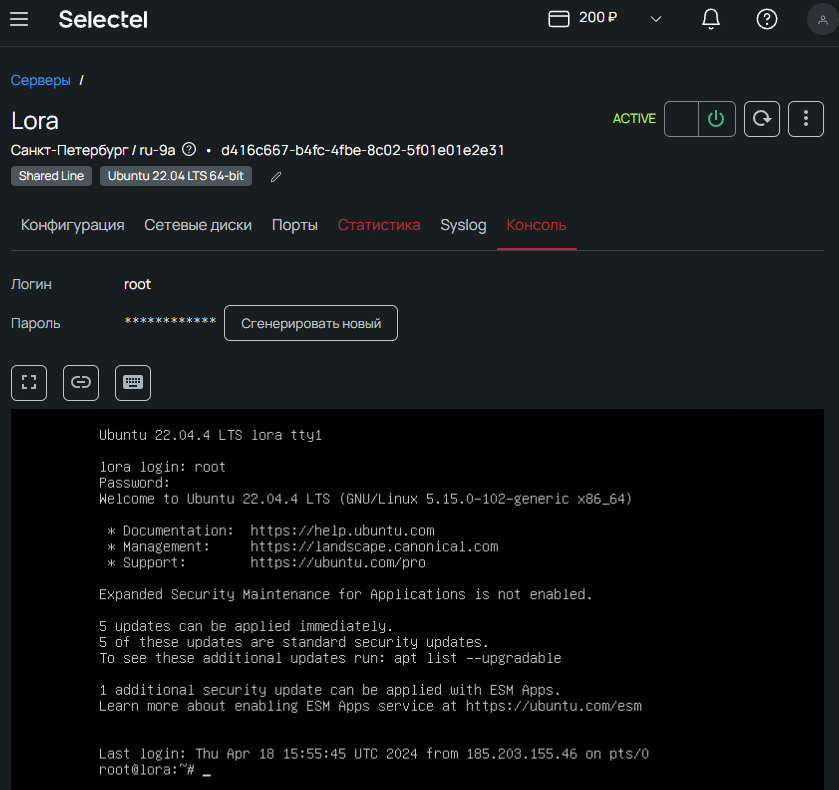 Selectel 200 ₽
Серверы /
Lora
ACTIVE
Санкт-Петербург / ru-9a • d416c667-b4fc-4fbe-8c02-5f01e01e2e31
Shared Line Ubuntu 22.04 LTS 64-bit
Конфигурация Сетевые диски Порты Статистика Syslog Консоль
Логин root
Пароль ************ Сгенерировать новый
Ubuntu 22.04.4 LTS lora tty1
lora login: root
Password:
Welcome to Ubuntu 22.04.4 LTS (GNU/Linux 5.15.0-102-generic x86_64)
* Documentation: https://help.ubuntu.com
* Management: https://landscape.canonical.com
* Support: https://ubuntu.com/pro
Expanded Security Maintenance for Applications is not enabled.
5 updates can be applied immediately.
5 of these updates are standard security updates.
To see these additional updates run: apt list --upgradable
1 additional security update can be applied with ESM Apps.
Learn more about enabling ESM Apps service at https://ubuntu.com/esm
Last login: Thu Apr 18 15:55:45 UTC 2024 from 185.203.155.46 on pts/0
root@lora:~# _